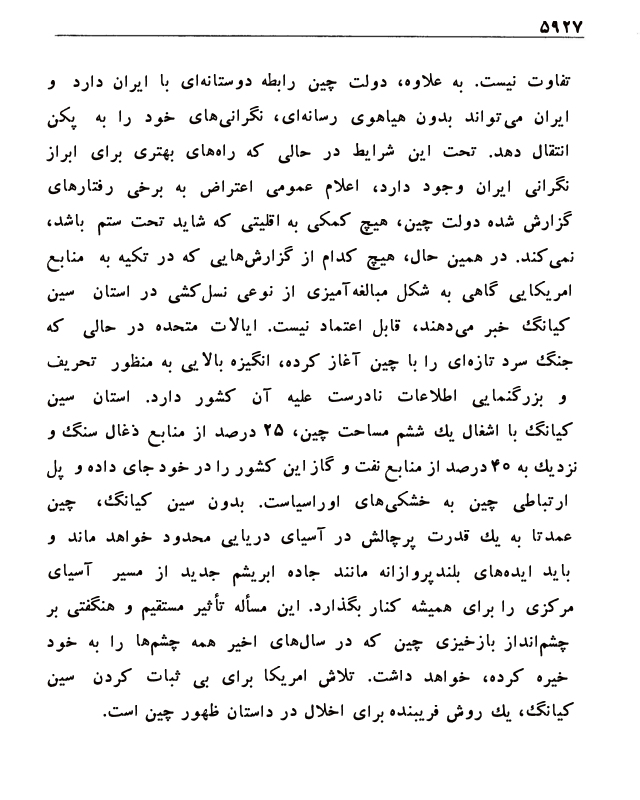 ۵۹۲۷
تفاوت نیست. به علاوه، دولت چین رابطه دوستانه‌ای با ایران دارد و
ایران می‌تواند بدون هیاهوی رسانه‌ای، نگرانی‌های خود را به پکن
انتقال دهد. تحت این شرایط در حالی که راه‌های بهتری برای ابراز
نگرانی ایران وجود دارد، اعلام عمومی اعتراض به برخی رفتارهای
گزارش شده دولت چین، هیچ کمکی به اقلیتی که شاید تحت ستم باشد،
نمی‌کند. در همین حال، هیچ کدام از گزارش‌هایی که در تکیه به منابع
امریکایی گاهی به شکل مبالغه‌آمیزی از نوعی نسل‌کشی در استان سین
کیانگ خبر می‌دهند، قابل اعتماد نیست. ایالات متحده در حالی که
جنگ سرد تازه‌ای را با چین آغاز کرده، انگیزه بالایی به منظور تحریف
و بزرگنمایی اطلاعات نادرست علیه آن کشور دارد. استان سین
کیانگ با اشغال یك ششم مساحت چین، ۲۵ درصد از منابع ذغال سنگ و
نزدیك به ۴۰ درصد از منابع نفت و گاز این کشور را در خود جای داده و پل
ارتباطی چین به خشکی‌های اوراسیاست. بدون سین کیانگ، چین
عمدتا به یك قدرت پرچالش در آسیای دریایی محدود خواهد ماند و
باید ایده‌های بلندپروازانه مانند جاده ابریشم جدید از مسیر آسیای
مرکزی را برای همیشه کنار بگذارد. این مسأله تأثیر مستقیم و هنگفتی بر
چشم‌انداز بازخیزی چین که در سال‌های اخیر همه چشم‌ها را به خود
خیره کرده، خواهد داشت. تلاش امریکا برای بی ثبات کردن سین
کیانگ، یك روش فریبنده برای اخلال در داستان ظهور چین است.